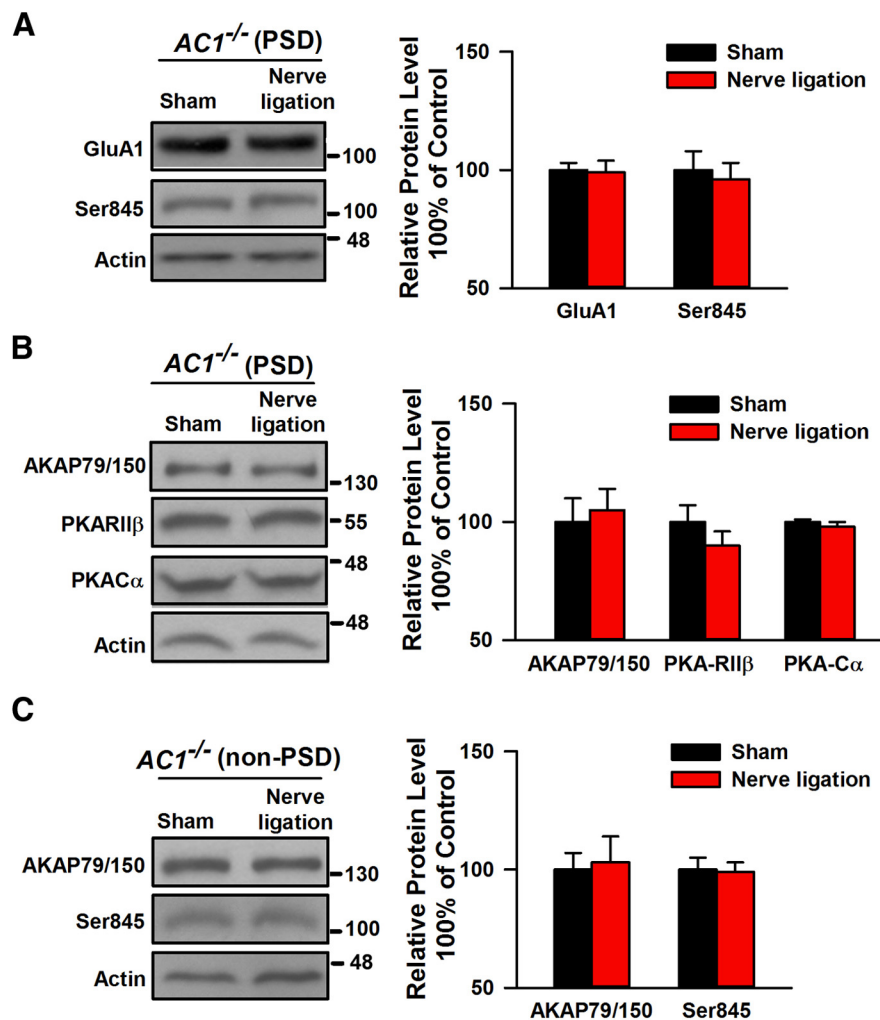 A
AC1-/- (PSD)
Sham
Nerve
ligation
GluA1
100
Ser845
100
48
Actin
Relative Protein Level
100% of Control
150
100
50
Sham
Nerve ligation
GluA1 Ser845
B
AC1-/- (PSD)
Sham
Nerve
ligation
AKAP79/150
130
PKARIIβ
55
48
PKACα
48
Actin
Relative Protein Level
100% of Control
150
100
50
Sham
Nerve ligation
AKAP79/150 PKA-RIIβ PKA-Cα
C
AC1-/- (non-PSD)
Sham
Nerve
ligation
AKAP79/150
130
Ser845
100
48
Actin
Relative Protein Level
100% of Control
150
100
50
Sham
Nerve ligation
AKAP79/150 Ser845